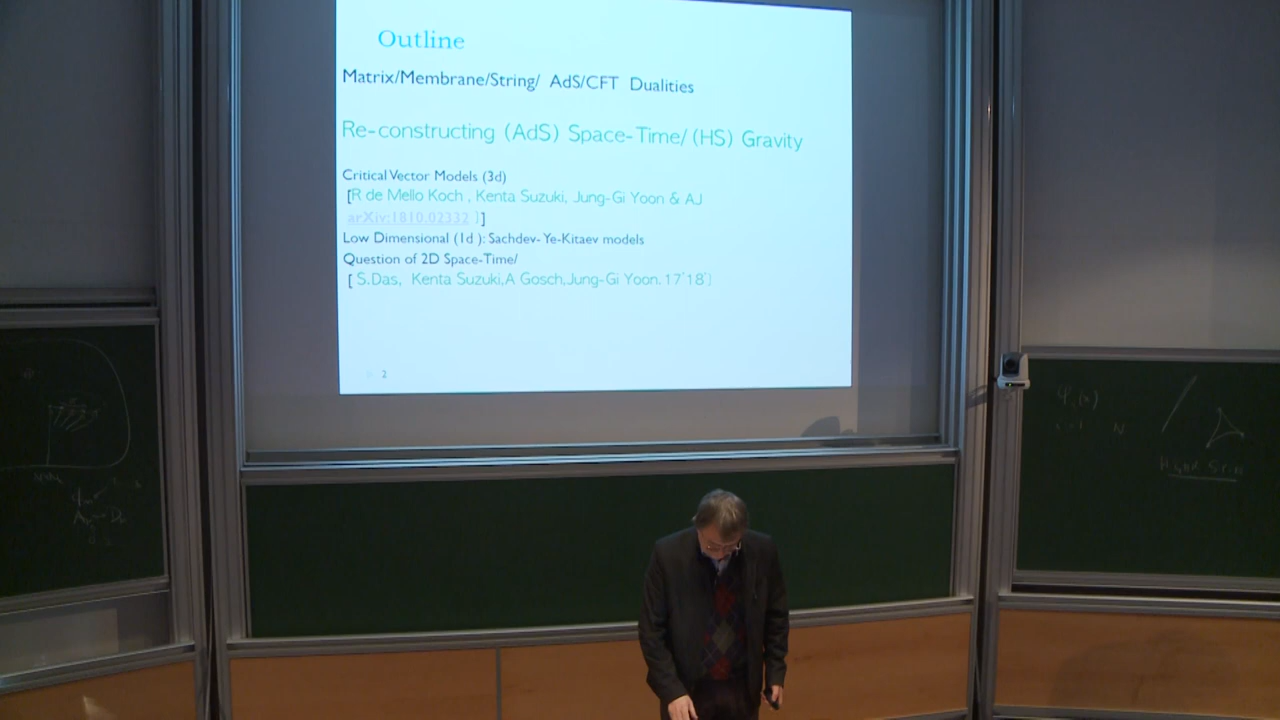 Outline
Matrix/Membrane/String/ AdS/CFT Dualities
Re-constructing (AdS) Space-Time/ (HS) Gravity
Critical Vector Models (3d)
[R de Mello Koch , Kenta Suzuki, Jung-Gi Yoon & AJ
arXiv:1810.02332 )]
Low Dimensional (1d ): Sachdev-Ye-Kitaev models
Question of 2D Space-Time/
[ S.Das, Kenta Suzuki,A Gosch,Jung-Gi Yoon. 17'18')
2
N